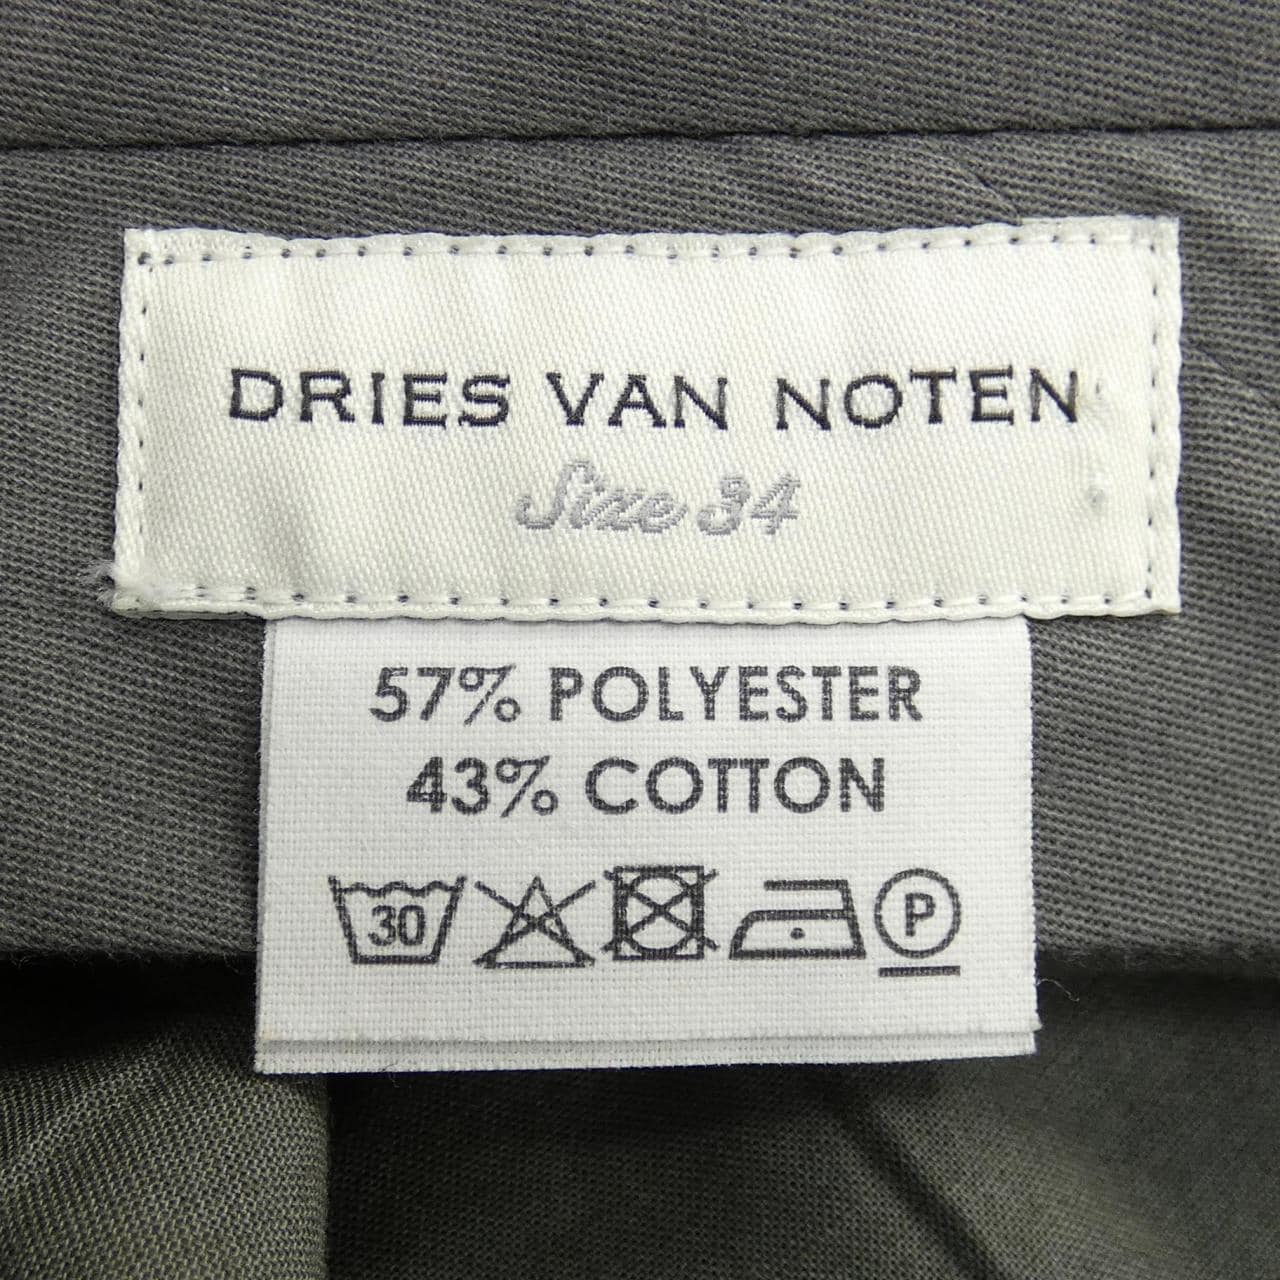 DRIES VAN NOTEN
Size 34
57% POLYESTER
43% COTTON
30 P